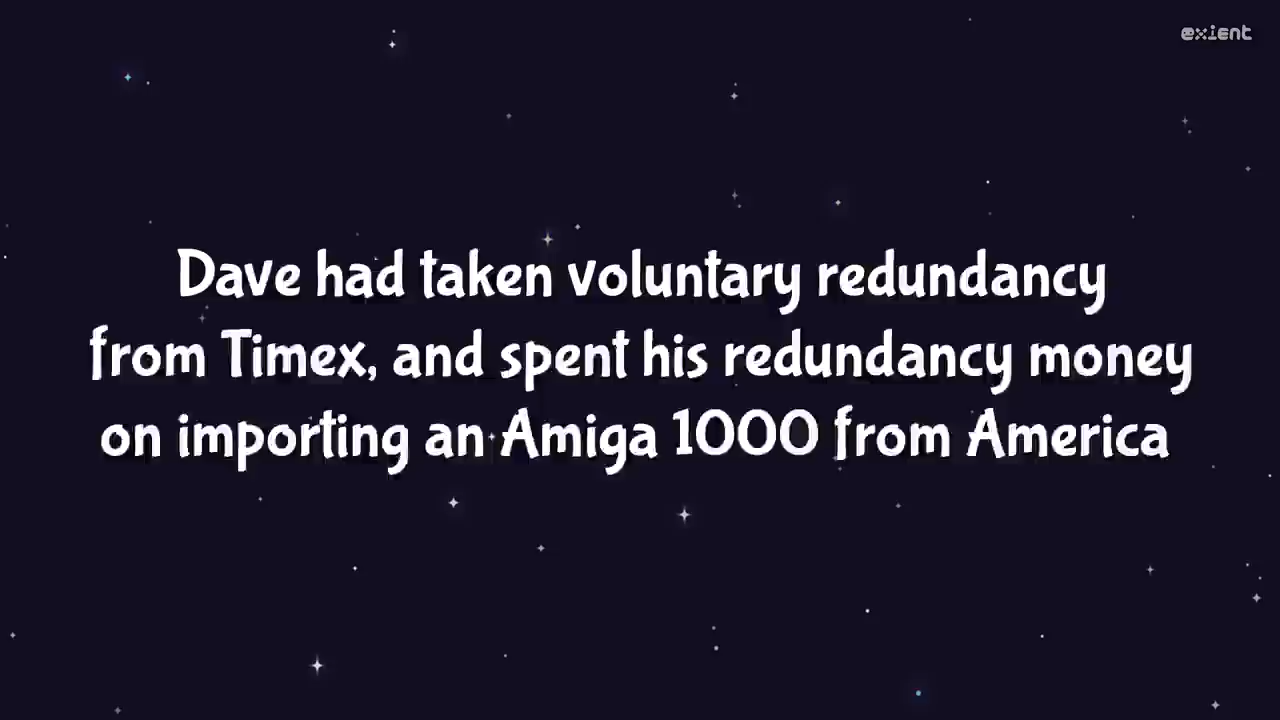 exient
Dave had taken voluntary redundancy
from Timex, and spent his redundancy money
on importing an Amiga 1000 from America